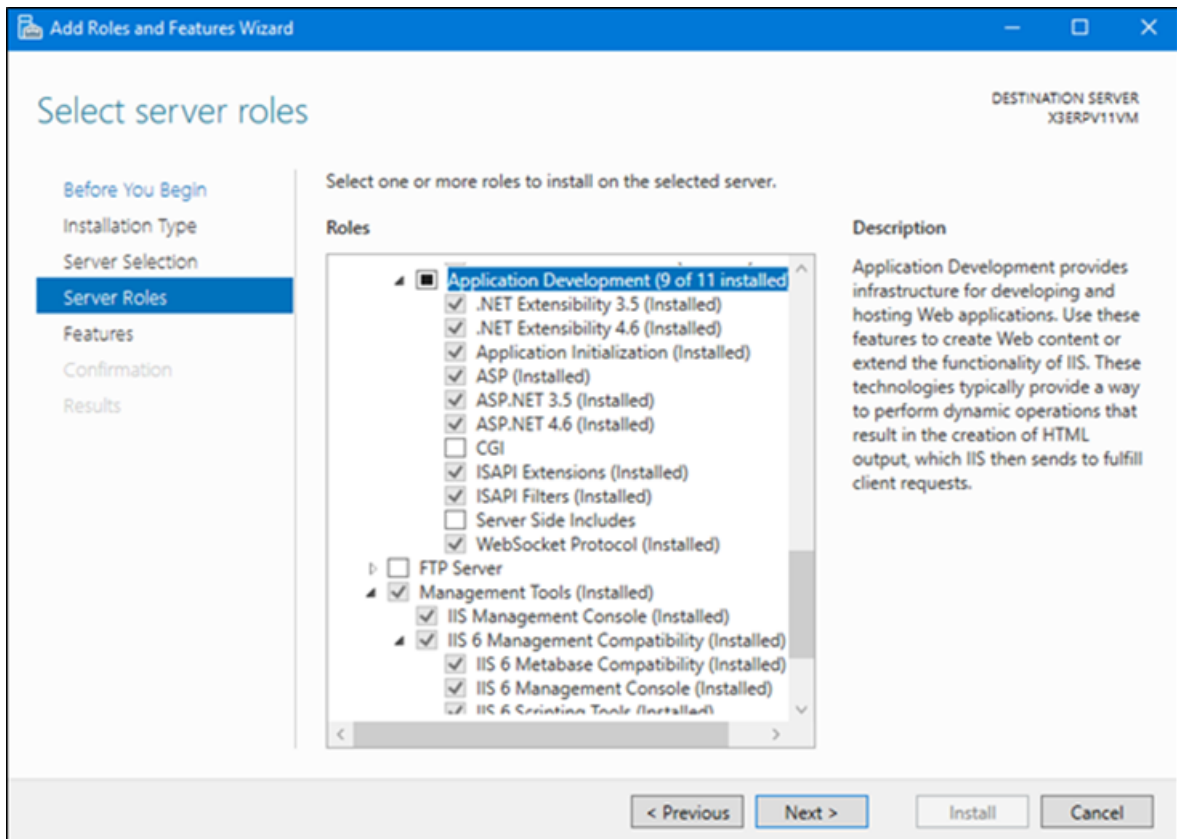 Add Roles and Features Wizard
Select server roles
DESTINATION SERVER
X3ERPV11VM
Before You Begin
Installation Type
Server Selection
Server Roles
Features
Confirmation
Results
Select one or more roles to install on the selected server.
Roles
Application Development (9 of 11 installed
.NET Extensibility 3.5 (Installed)
.NET Extensibility 4.6 (Installed)
Application Initialization (Installed)
ASP (Installed)
ASP.NET 3.5 (Installed)
ASP.NET 4.6 (Installed)
CGI
ISAPI Extensions (Installed)
ISAPI Filters (Installed)
Server Side Includes
WebSocket Protocol (Installed)
FTP Server
Management Tools (Installed)
IIS Management Console (Installed)
IIS 6 Management Compatibility (Installed)
IIS 6 Metabase Compatibility (Installed)
IIS 6 Management Console (Installed)
IIS 6 Scripting Tools (Installed)
Description
Application Development provides
infrastructure for developing and
hosting Web applications. Use these
features to create Web content or
extend the functionality of IIS. These
technologies typically provide a way
to perform dynamic operations that
result in the creation of HTML
output, which IIS then sends to fulfill
client requests.
< Previous
Next >
Install
Cancel